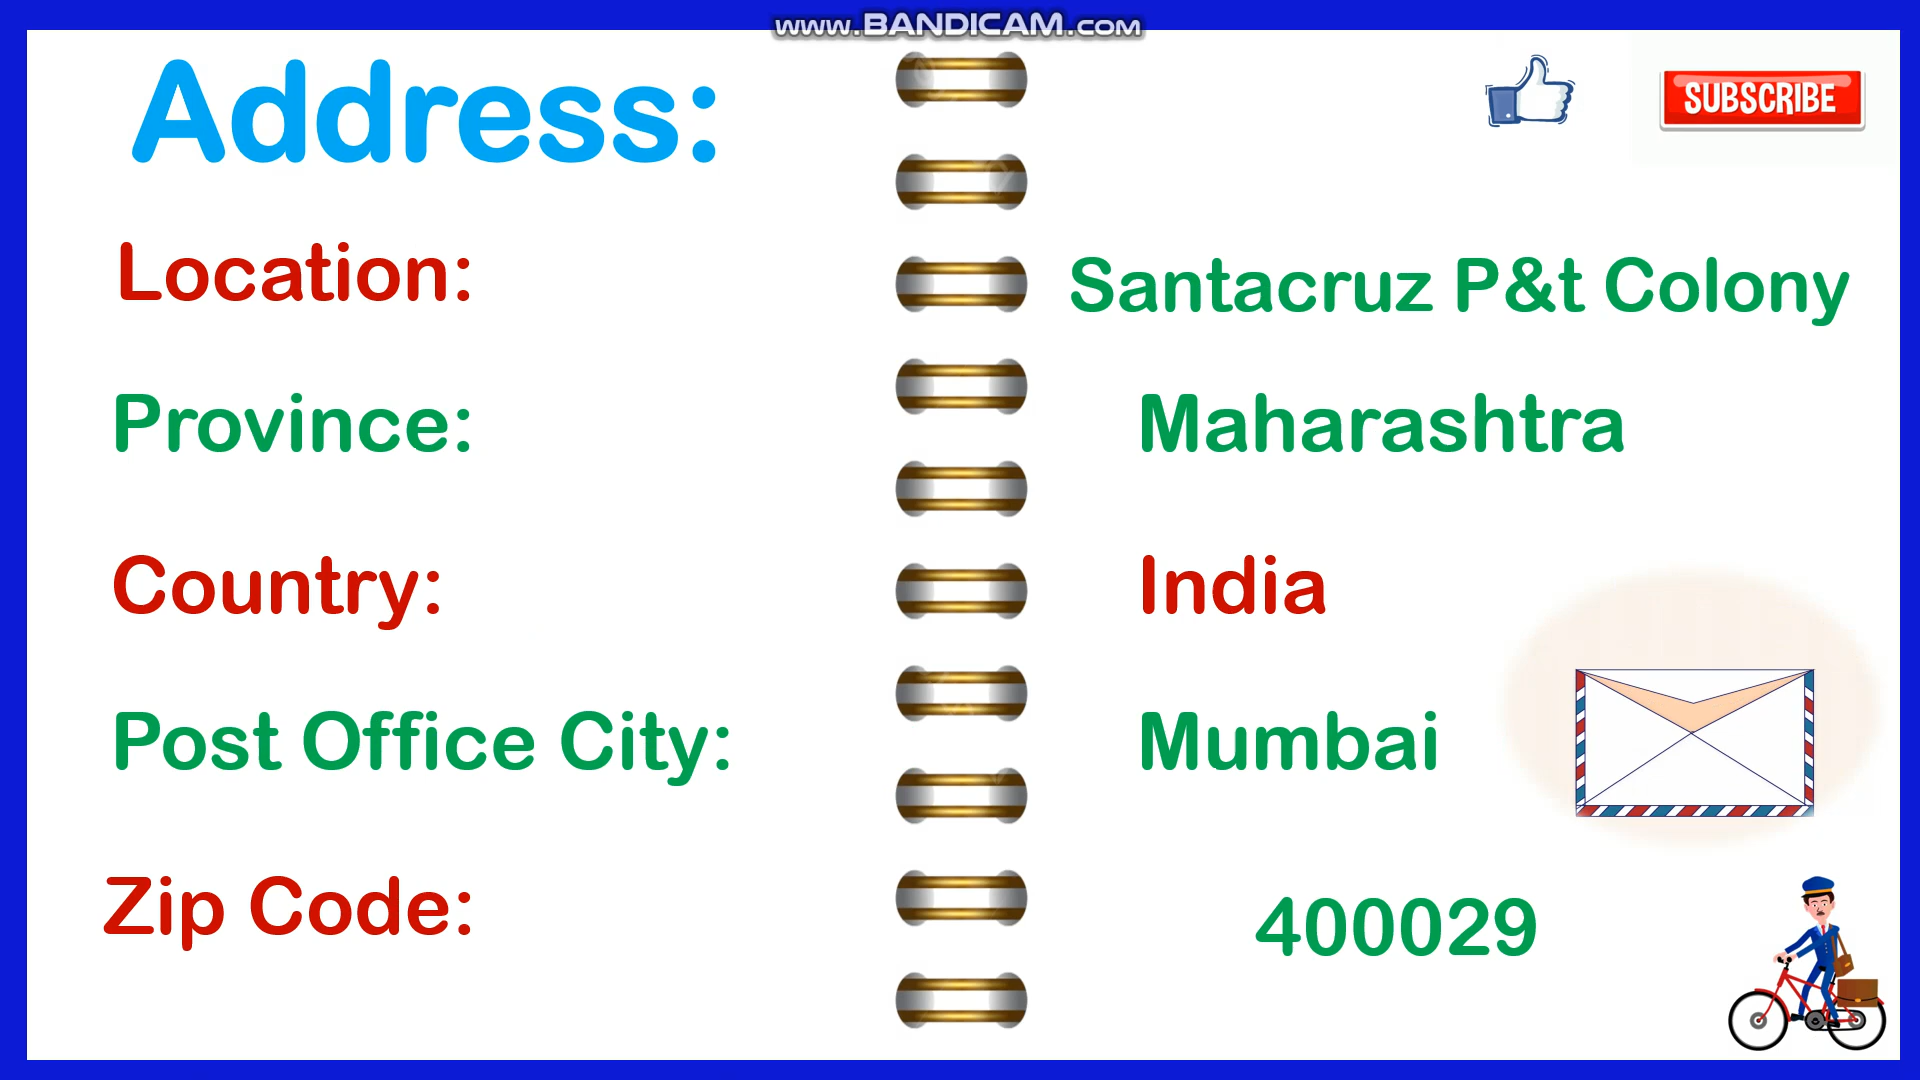 www.BANDICAM.com
Address:
SUBSCRIBE
Location: Santacruz P&t Colony
Province: Maharashtra
Country: India
Post Office City: Mumbai
Zip Code: 400029